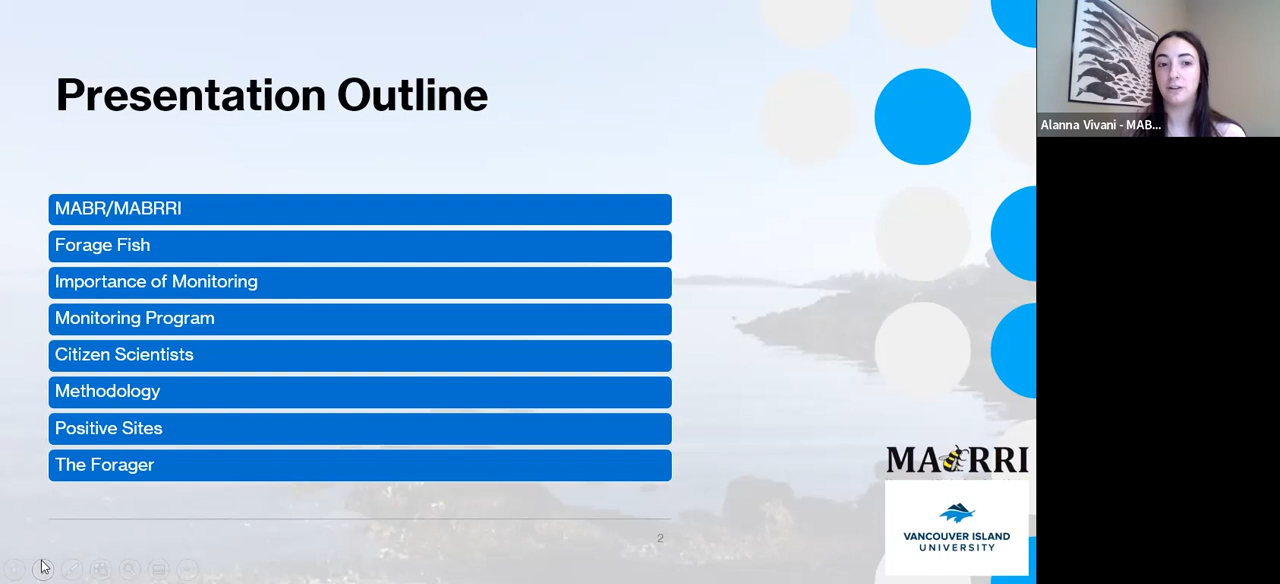 Presentation Outline
MABR/MABRRI
Forage Fish
Importance of Monitoring
Monitoring Program
Citizen Scientists
Methodology
Positive Sites
The Forager
2
MABRRI
VANCOUVER ISLAND
UNIVERSITY
Alanna Vivani - MAB...